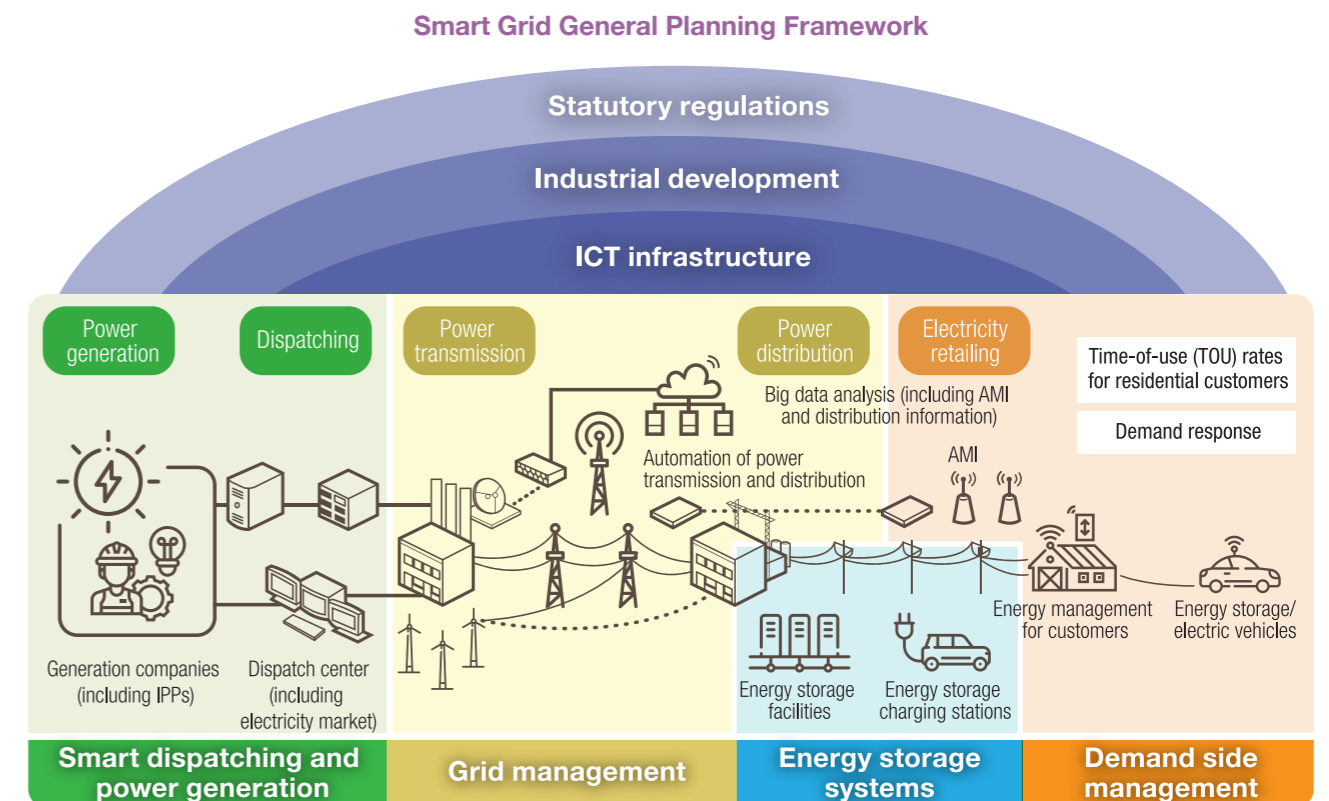 Smart Grid General Planning Framework
Statutory regulations
Industrial development
ICT infrastructure
Power
generation
Dispatching
Power
transmission
Power
distribution
Electricity
retailing
Time-of-use (TOU) rates
for residential customers
Demand response
Big data analysis (including AMI
and distribution information)
Automation of power
transmission and distribution
AMI
Generation companies
(including IPPs)
Dispatch center
(including
electricity market)
Energy storage
facilities
Energy storage
charging stations
Energy management
for customers
Energy storage/
electric vehicles
Smart dispatching and
power generation
Grid management
Energy storage
systems
Demand side
management